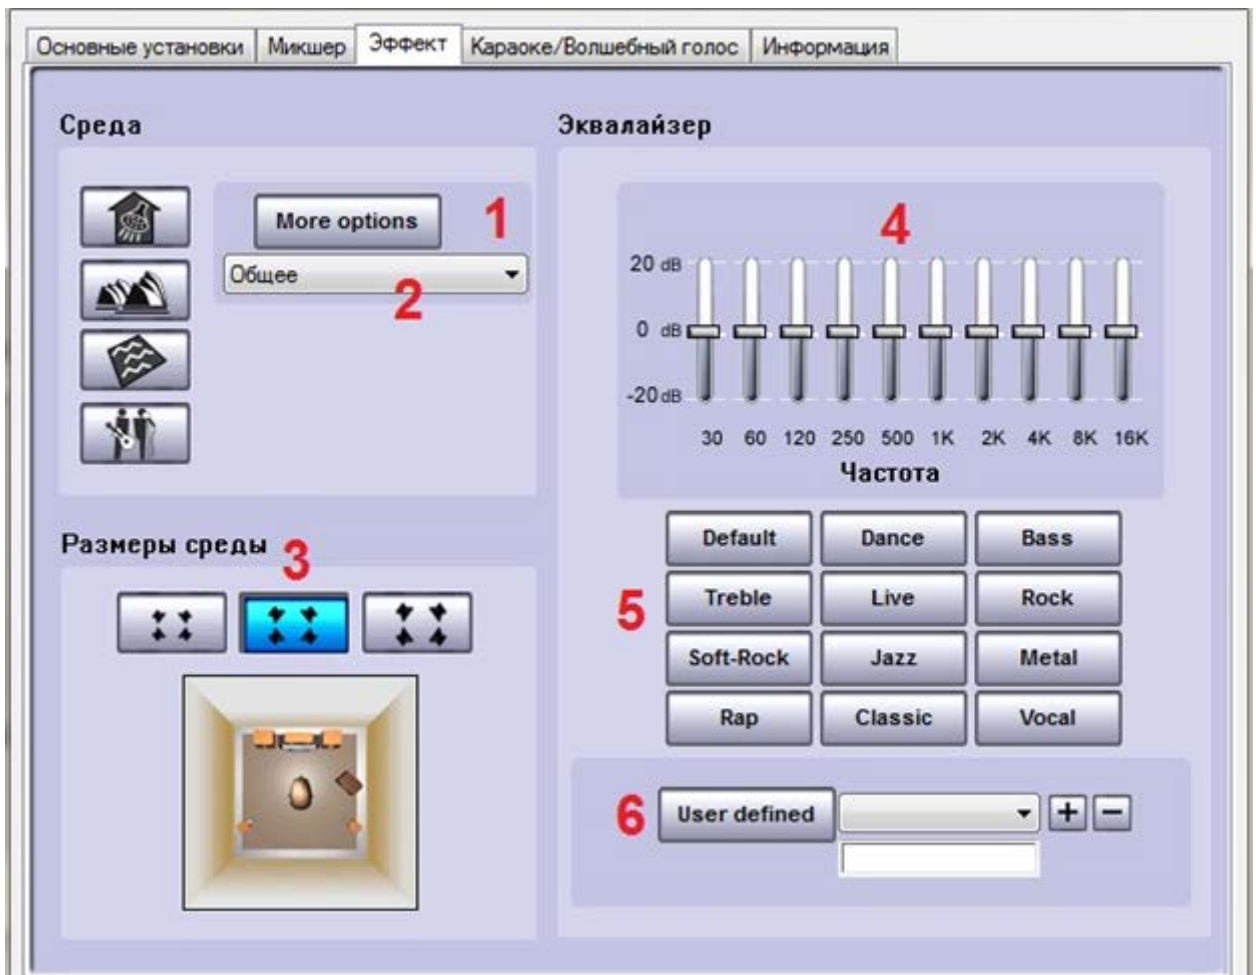 Основные установки Микшер Эффект Караоке/Волшебный голос Информация
Среда
1
More options
Общее
2
Размеры среды
3
Эквалайзер
4
20 dB
0 dB
-20 dB
30 60 120 250 500 1K 2K 4K 8K 16K
Частота
Default Dance Bass
5
Treble Live Rock
Soft-Rock Jazz Metal
Rap Classic Vocal
6
User defined + −